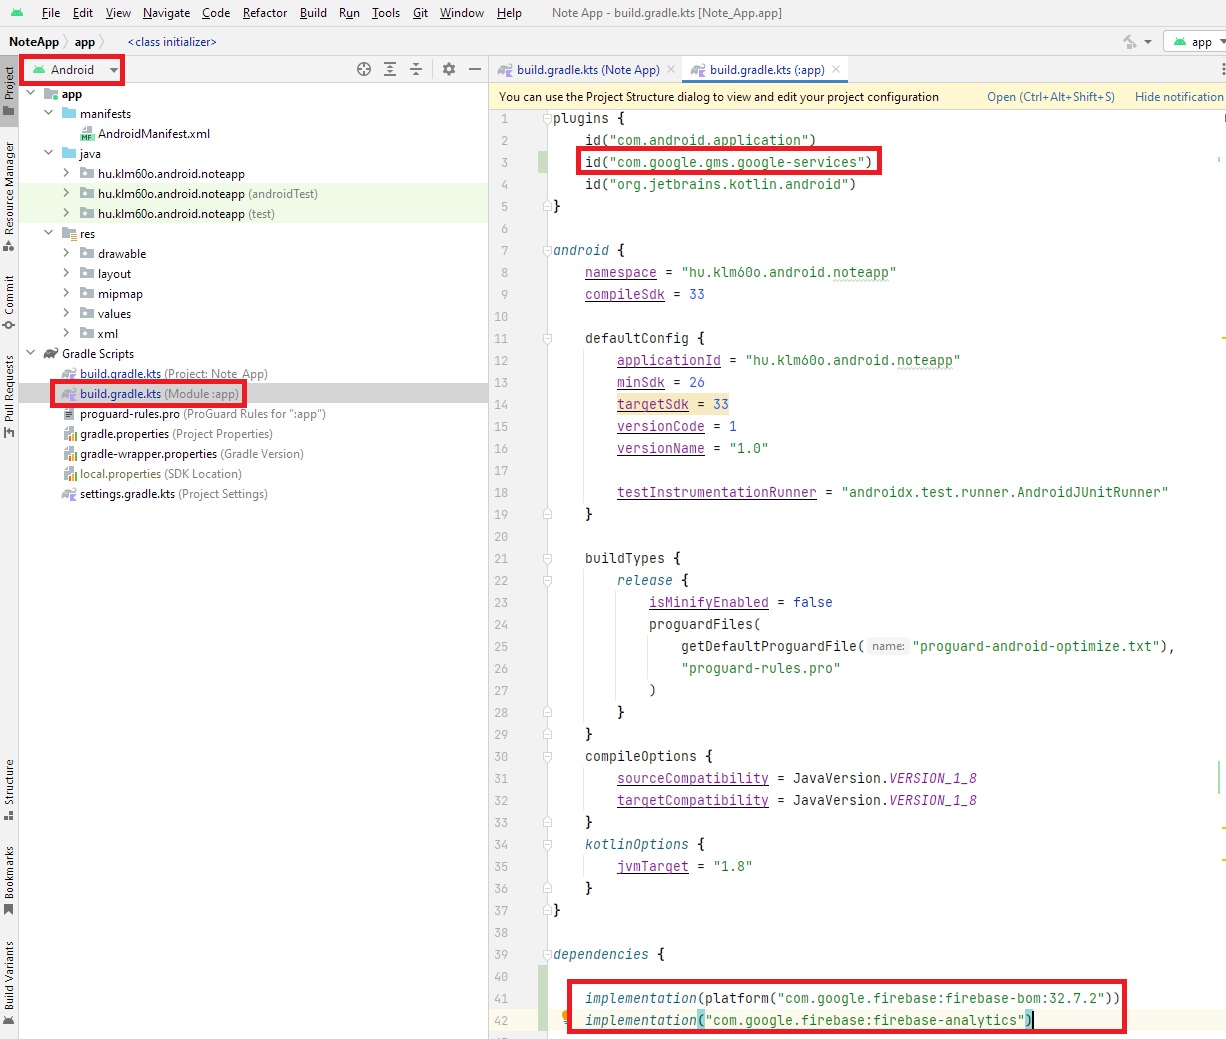 File Edit View Navigate Code Refactor Build Run Tools Git Window Help Note App - build.gradle.kts [Note_App.app]
NoteApp app <class initializer> app
Project
Resource Manager
Commit
Pull Requests
Structure
Bookmarks
Build Variants
Android
app
manifests
AndroidManifest.xml
java
hu.klm60o.android.noteapp
hu.klm60o.android.noteapp (androidTest)
hu.klm60o.android.noteapp (test)
res
drawable
layout
mipmap
values
xml
Gradle Scripts
build.gradle.kts (Project: Note_App)
build.gradle.kts (Module :app)
proguard-rules.pro (ProGuard Rules for ":app")
gradle.properties (Project Properties)
gradle-wrapper.properties (Gradle Version)
local.properties (SDK Location)
settings.gradle.kts (Project Settings)
build.gradle.kts (Note App) build.gradle.kts (:app)
You can use the Project Structure dialog to view and edit your project configuration Open (Ctrl+Alt+Shift+S) Hide notification
1 plugins {
2 id("com.android.application")
3 id("com.google.gms.google-services")
4 id("org.jetbrains.kotlin.android")
5 }
6
7 android {
8 namespace = "hu.klm60o.android.noteapp"
9 compileSdk = 33
10
11 defaultConfig {
12 applicationId = "hu.klm60o.android.noteapp"
13 minSdk = 26
14 targetSdk = 33
15 versionCode = 1
16 versionName = "1.0"
17
18 testInstrumentationRunner = "androidx.test.runner.AndroidJUnitRunner"
19 }
20
21 buildTypes {
22 release {
23 isMinifyEnabled = false
24 proguardFiles(
25 getDefaultProguardFile( name: "proguard-android-optimize.txt"),
26 "proguard-rules.pro"
27 )
28 }
29 }
30 compileOptions {
31 sourceCompatibility = JavaVersion.VERSION_1_8
32 targetCompatibility = JavaVersion.VERSION_1_8
33 }
34 kotlinOptions {
35 jvmTarget = "1.8"
36 }
37 }
38
39 dependencies {
40
41 implementation(platform("com.google.firebase:firebase-bom:32.7.2"))
42 implementation("com.google.firebase:firebase-analytics")